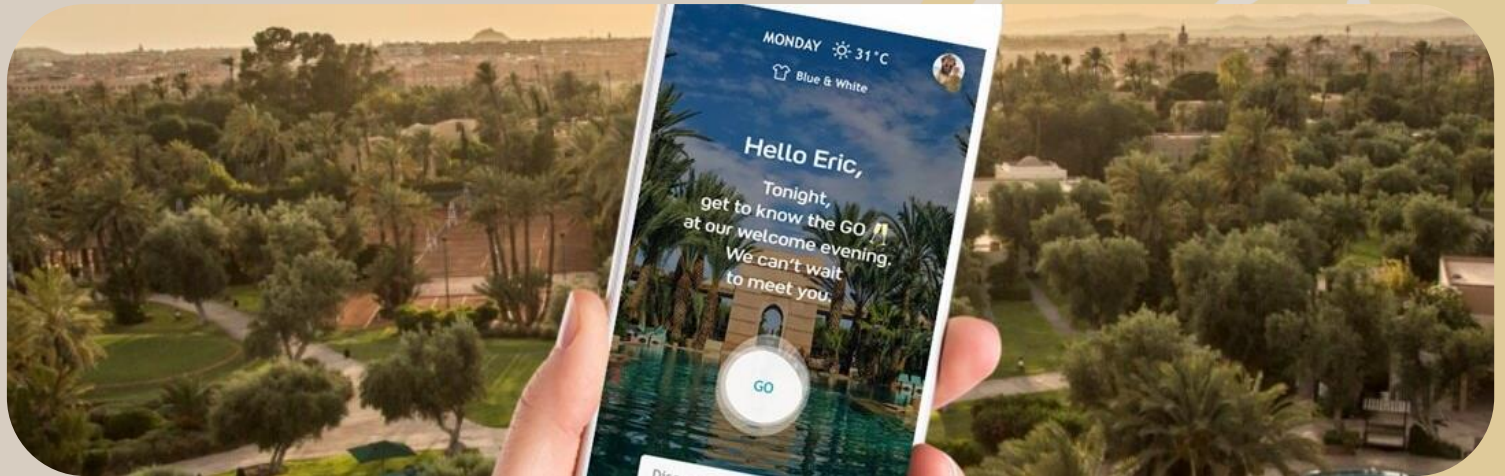 MONDAY 31°C
Blue & White
Hello Eric,
Tonight,
get to know the GO 🥂
at our welcome evening.
We can't wait
to meet you.
GO